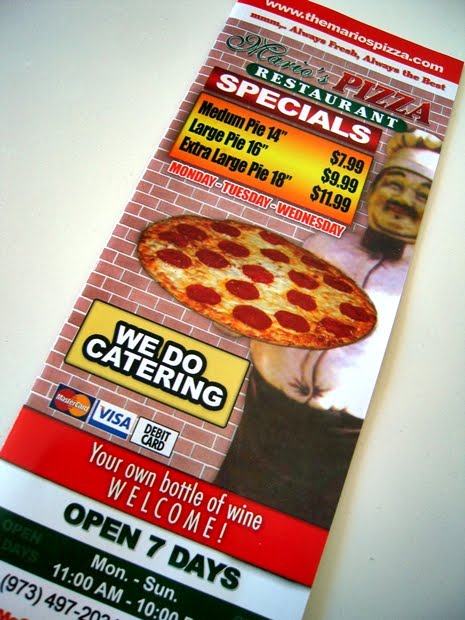 www.themariospizza.com
mmm,.. Always Fresh, Always the Best
Mario's PIZZA
RESTAURANT
SPECIALS
Medium Pie 14" $7.99
Large Pie 16" $9.99
Extra Large Pie 18" $11.99
MONDAY - TUESDAY - WEDNESDAY
WE DO
CATERING
MasterCard VISA DEBIT CARD
Your own bottle of wine
WELCOME!
OPEN 7 DAYS
OPEN
DAYS
Mon. - Sun.
11:00 AM - 10:00
(973) 497-20